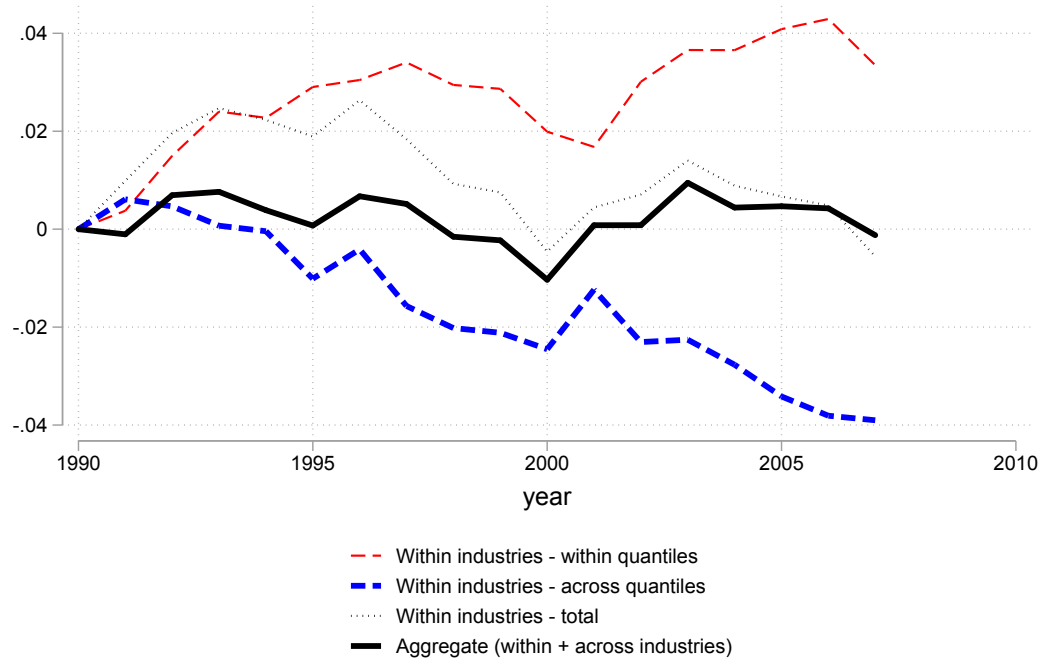 .04
.02
0
-.02
-.04
1990 1995 2000 2005 2010
year
Within industries - within quantiles
Within industries - across quantiles
Within industries - total
Aggregate (within + across industries)